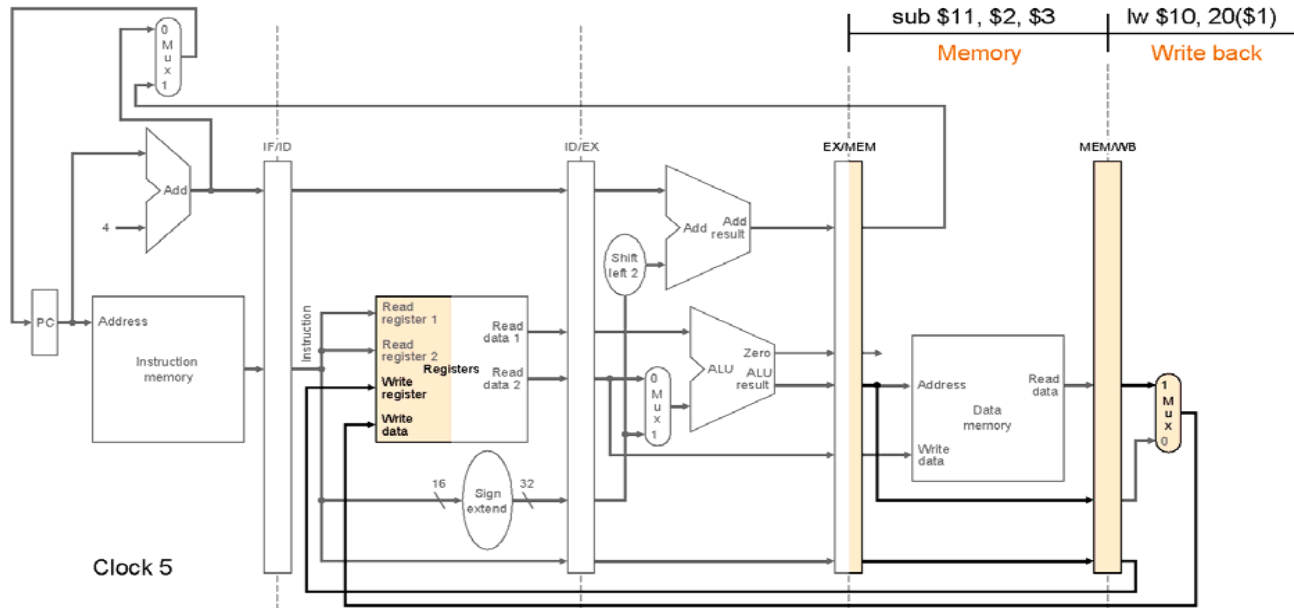 sub $11, $2, $3
lw $10, 20($1)
Memory
Write back
0
M
u
x
1
IF/ID
ID/EX
EX/MEM
MEM/WB
Add
4
Add
Add
result
Shift
left 2
PC
Address
Instruction
memory
Instruction
Read
register 1
Read
register 2
Write
register
Write
data
Registers
Read
data 1
Read
data 2
0
M
u
x
1
Zero
ALU
ALU
result
Address
Write
data
Read
data
Data
memory
1
M
u
x
0
16
Sign
extend
32
Clock 5